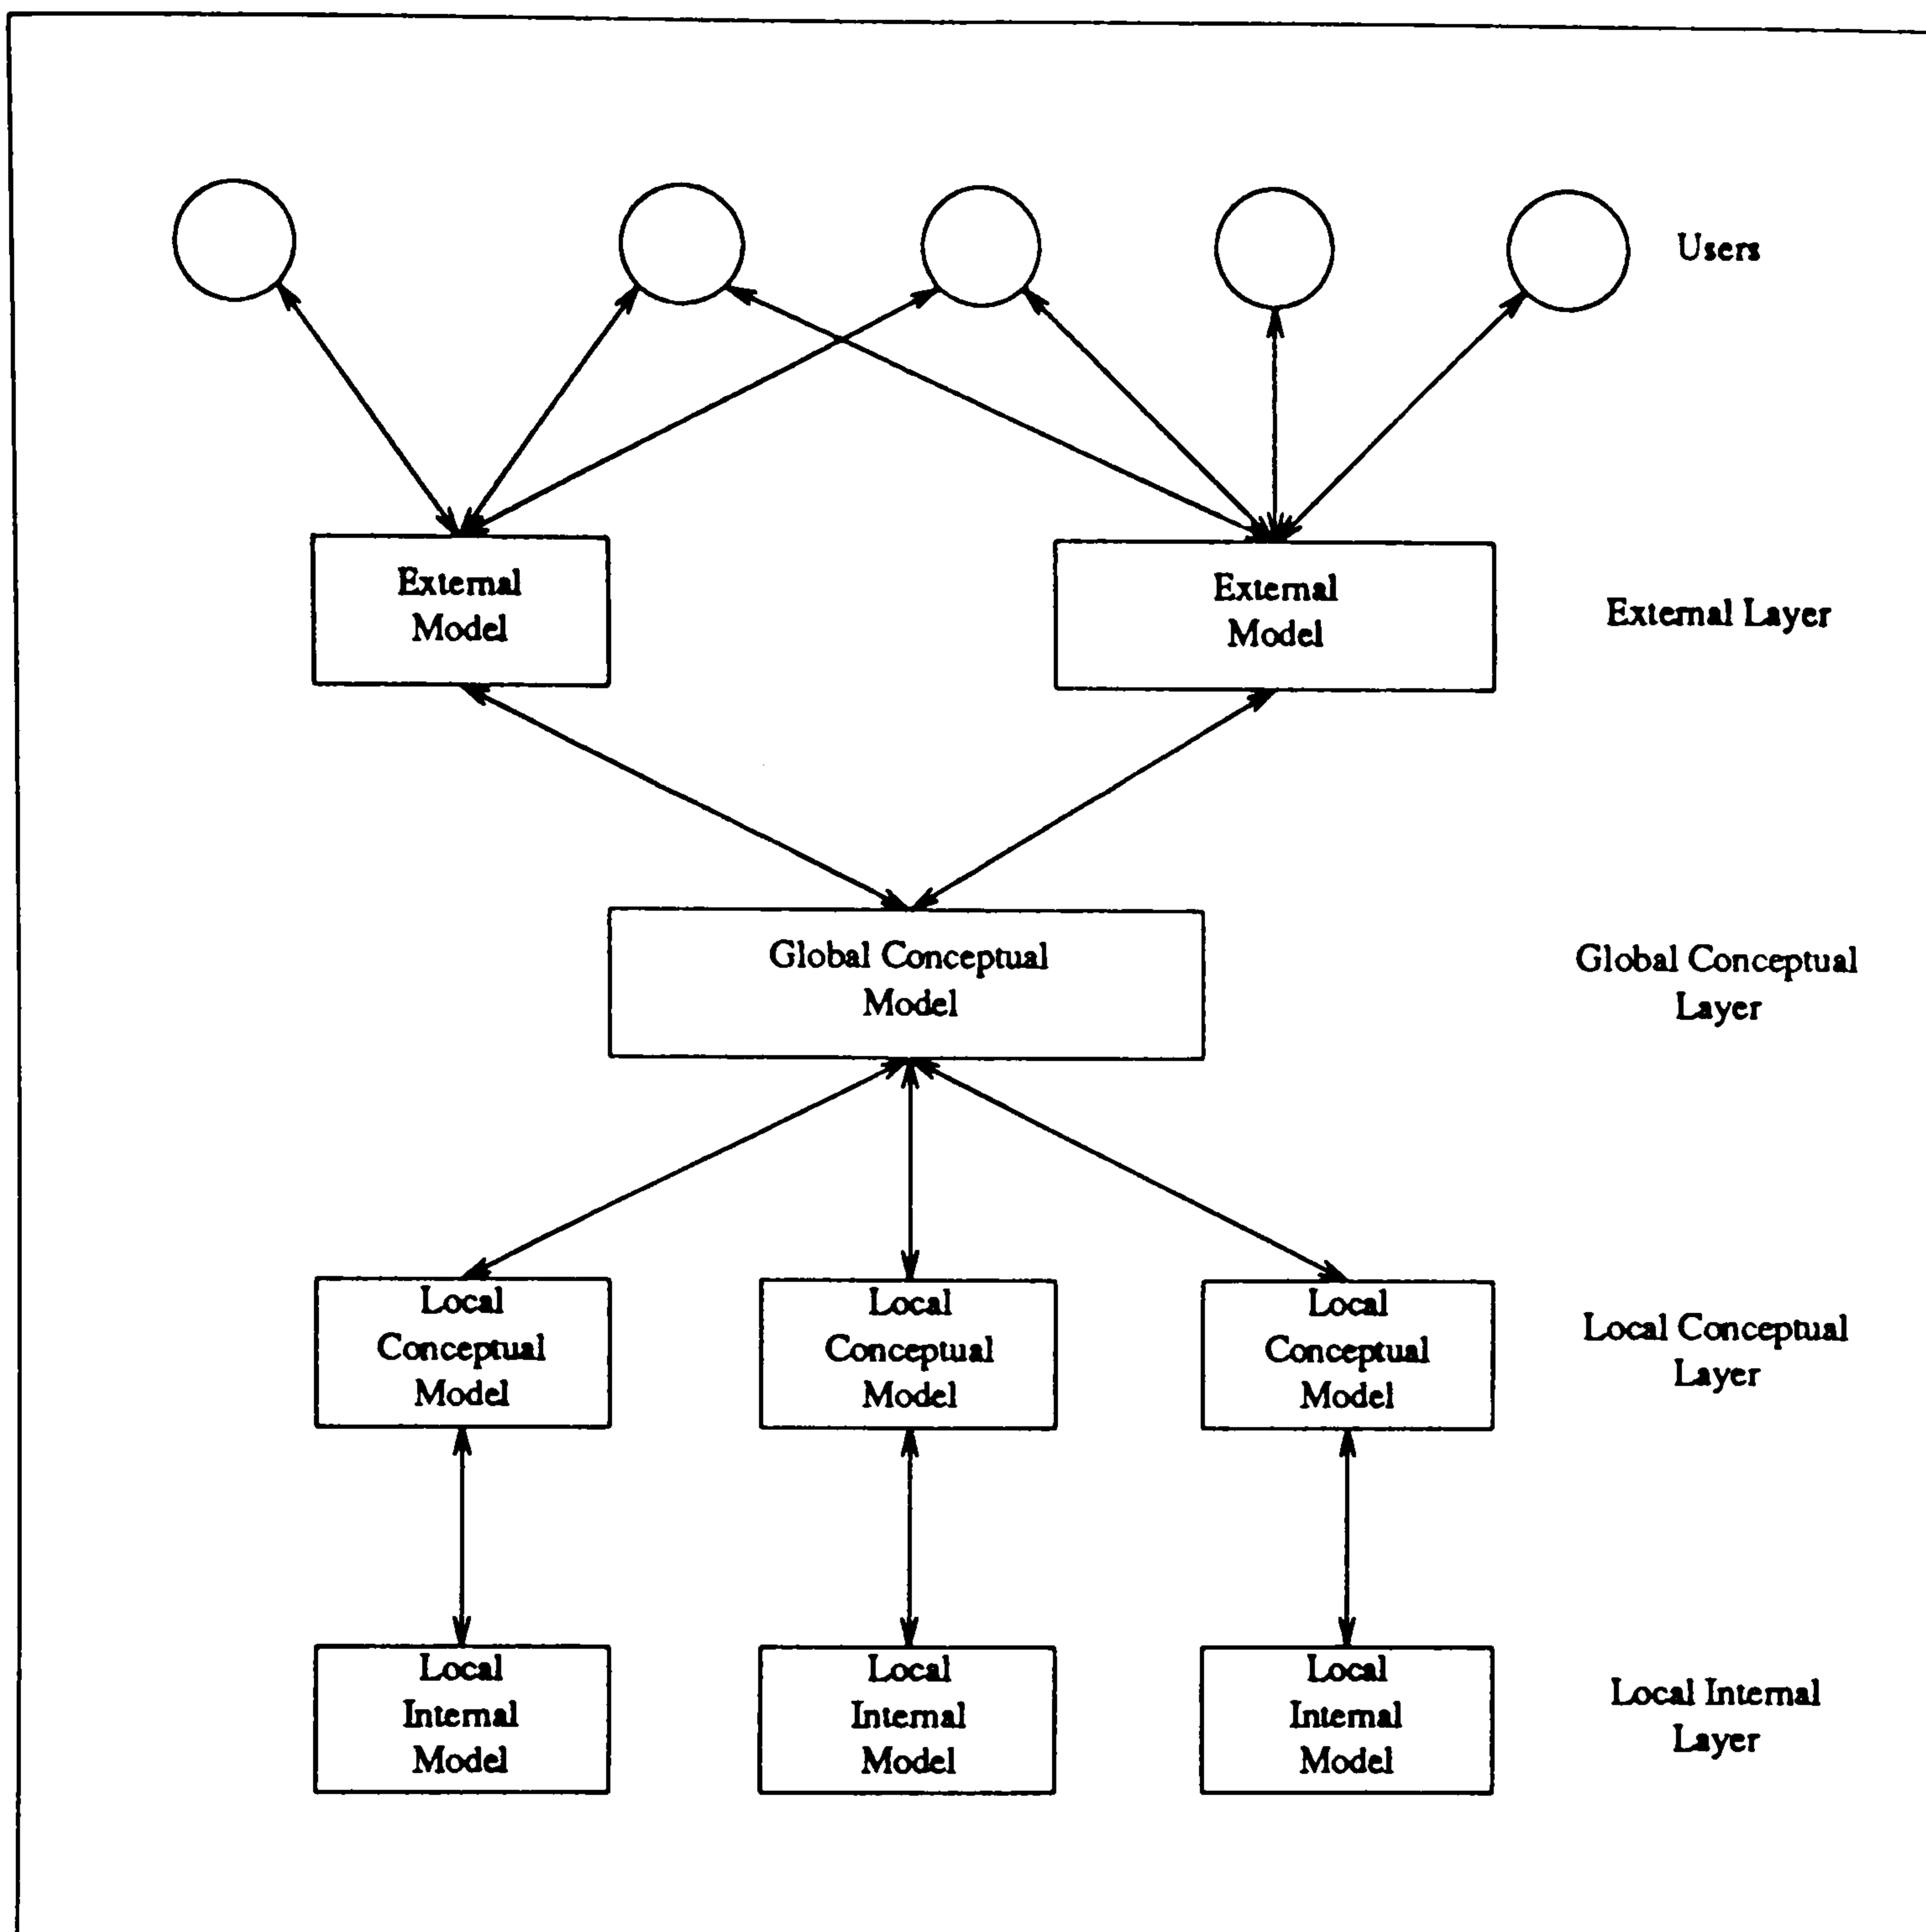 Users
External
Model
External
Model
External Layer
Global Conceptual
Model
Global Conceptual
Layer
Local
Conceptual
Model
Local
Conceptual
Model
Local
Conceptual
Model
Local Conceptual
Layer
Local
Internal
Model
Local
Internal
Model
Local
Internal
Model
Local Internal
Layer